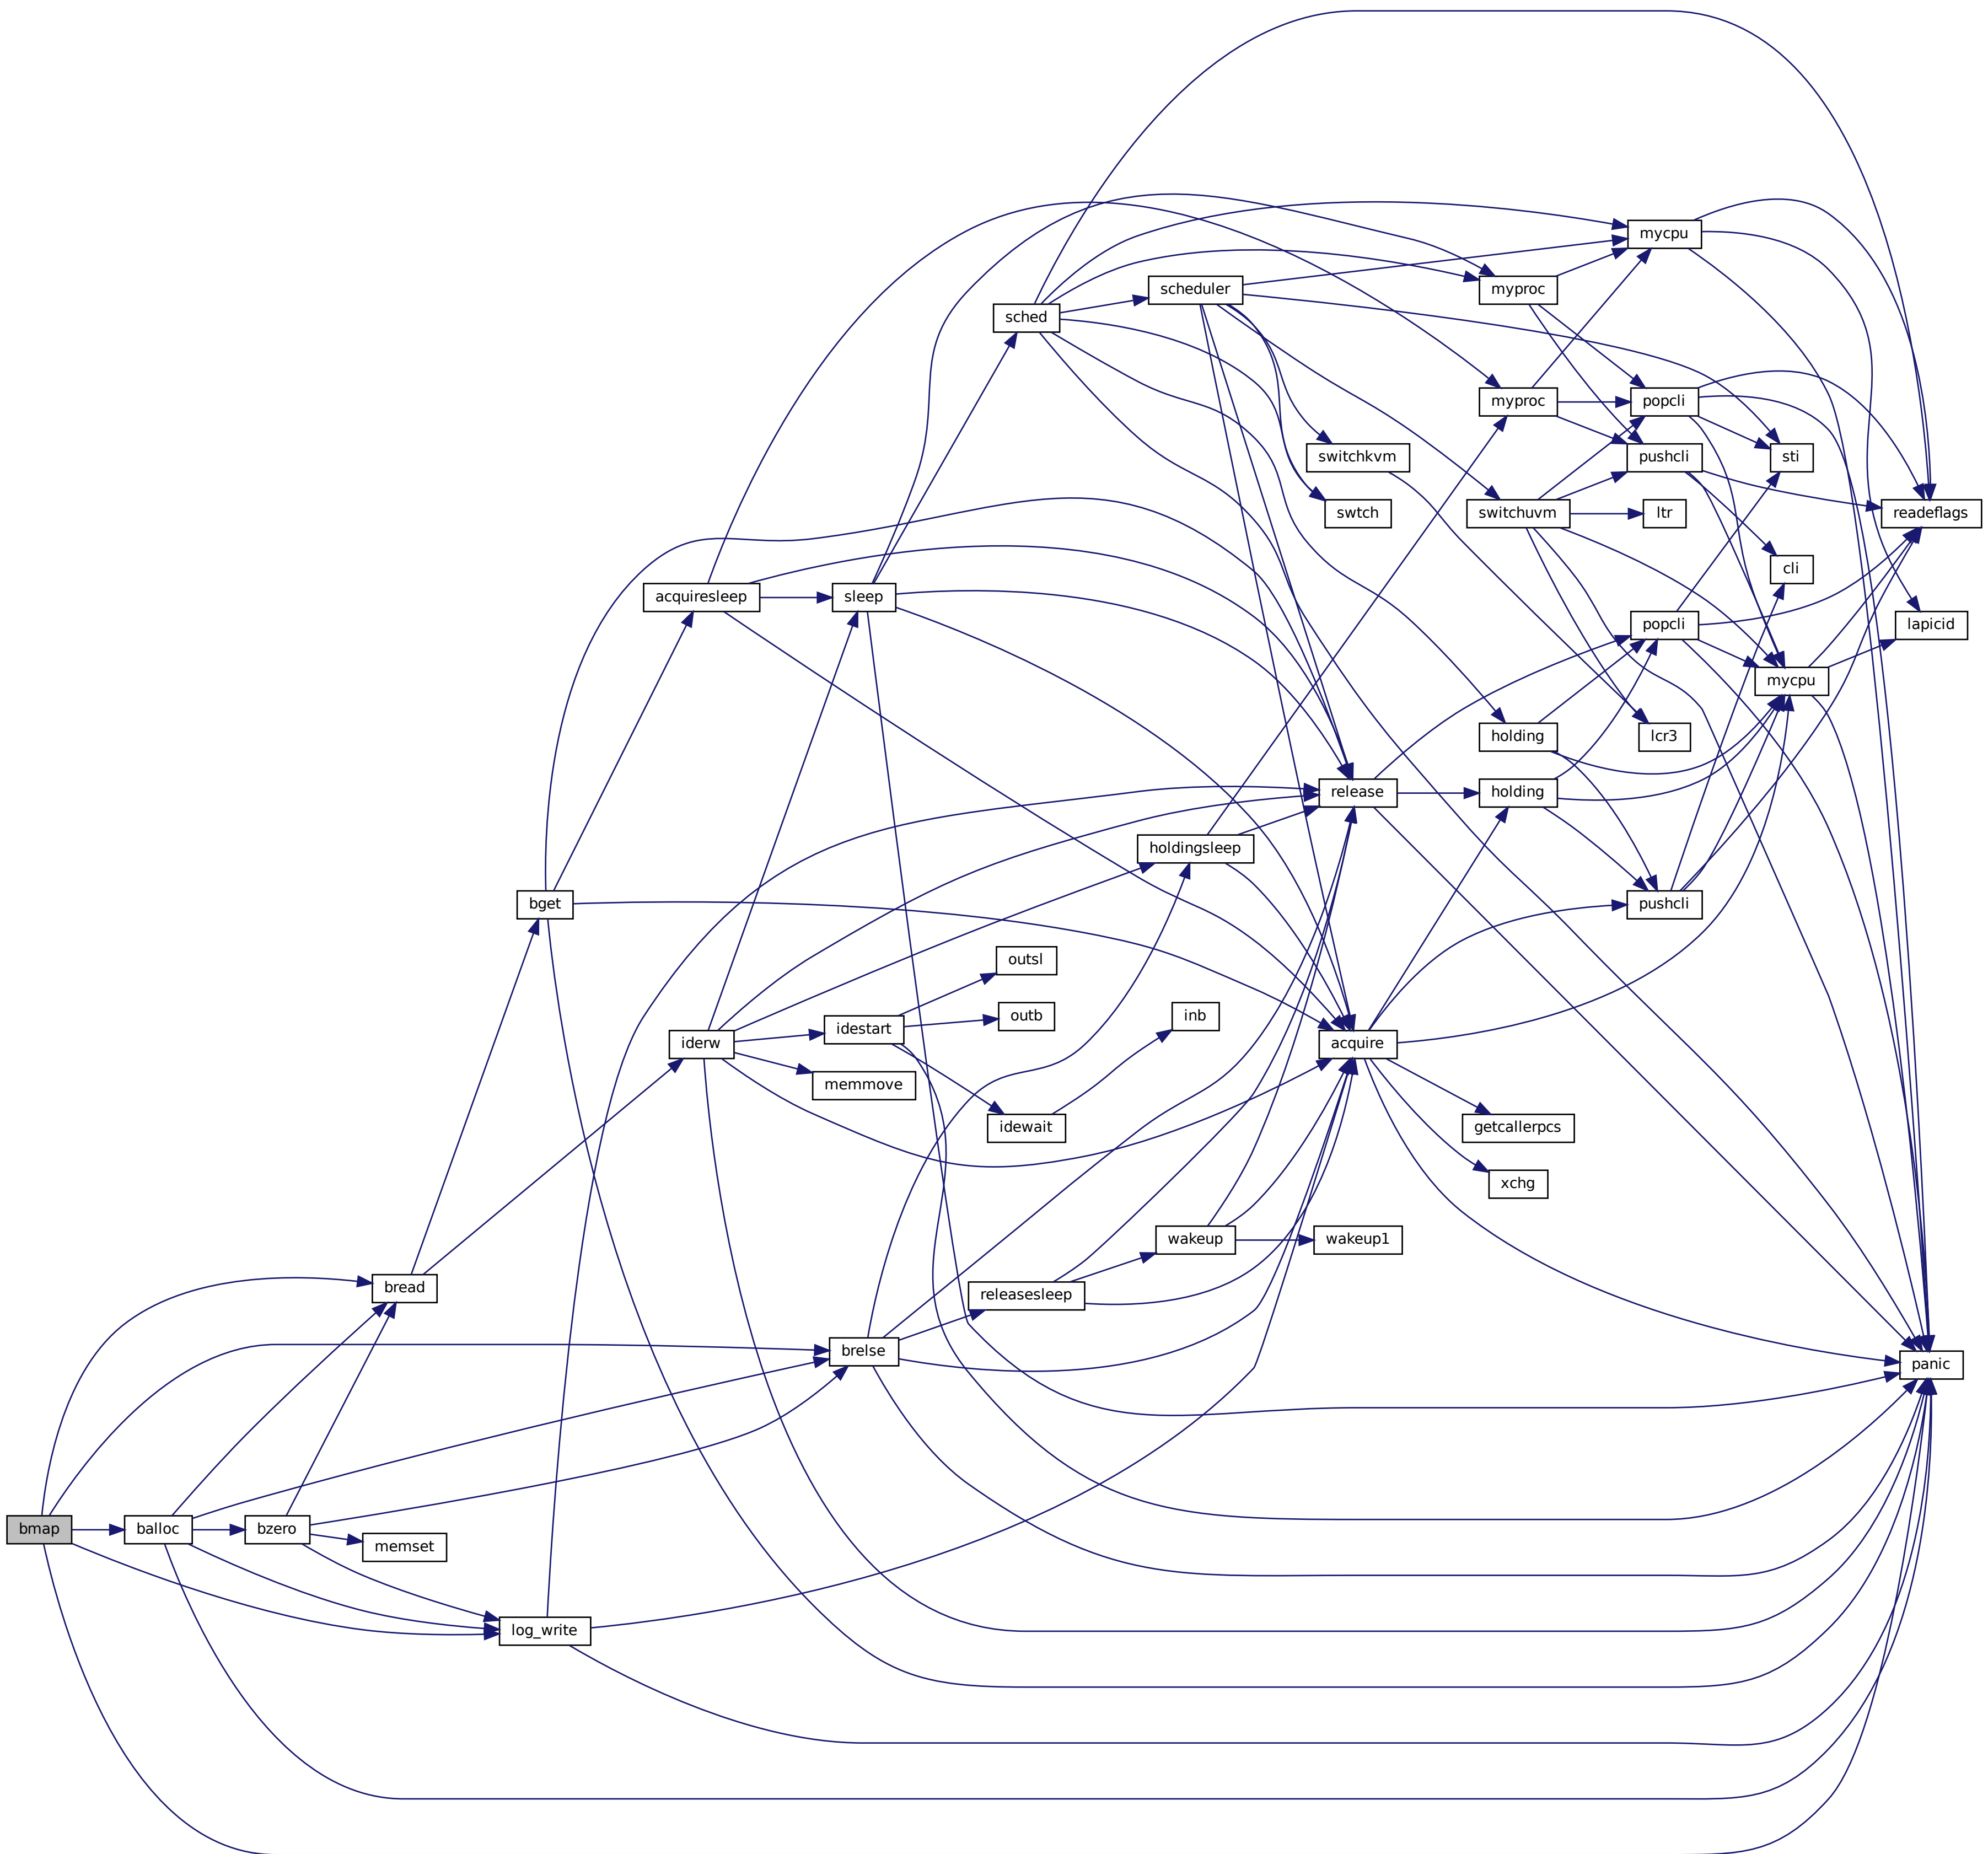 mycpu
scheduler
myproc
sched
myproc
popcli
switchkvm
pushcli
sti
swtch
switchuvm
ltr
readeflags
cli
acquiresleep
sleep
popcli
lapicid
mycpu
holding
lcr3
release
holding
holdingsleep
bget
pushcli
outsl
idestart
outb
inb
iderw
acquire
memmove
idewait
getcallerpcs
xchg
wakeup
wakeup1
bread
releasesleep
brelse
panic
bmap
balloc
bzero
memset
log_write